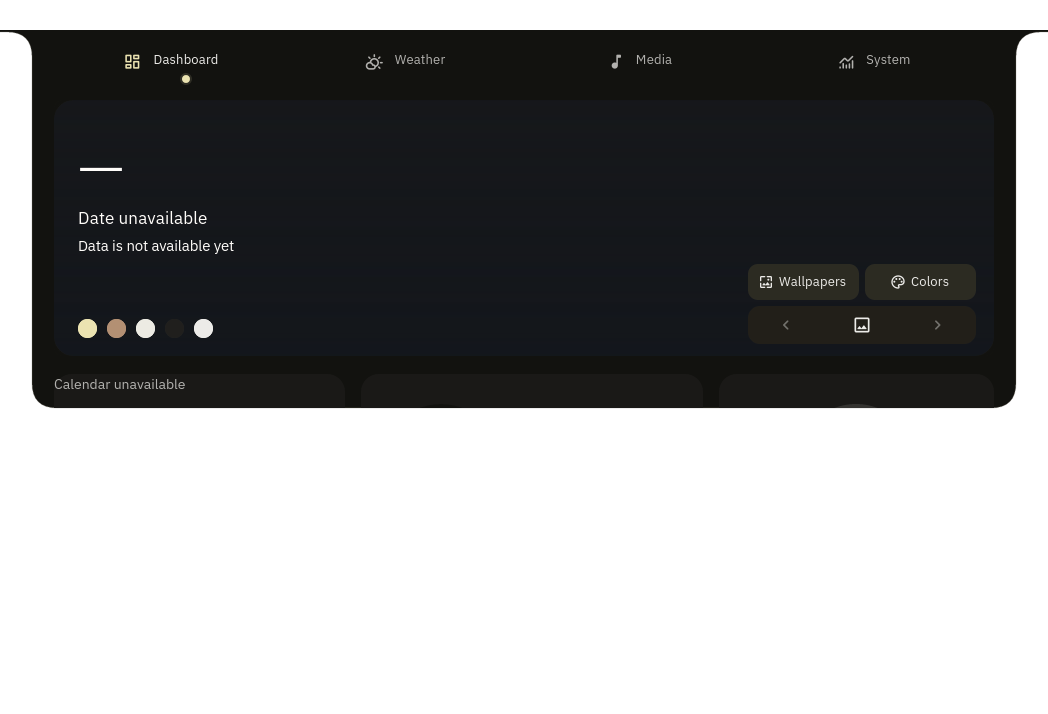 Dashboard
Weather
Media
System
—
Date unavailable
Data is not available yet
Wallpapers
Colors
Calendar unavailable